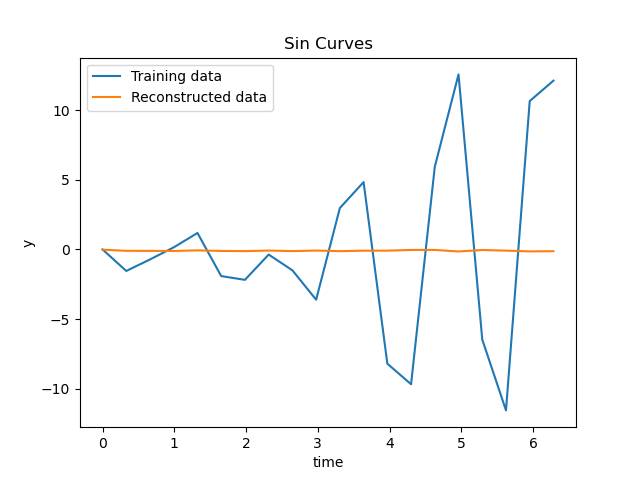 Sin Curves
Training data
Reconstructed data
10
5
0
−5
−10
y
0 1 2 3 4 5 6
time